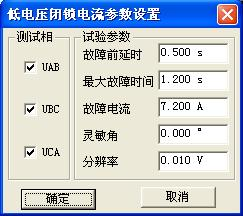 低电压闭锁电流参数设置
测试相
UAB
UBC
UCA
试验参数
故障前延时 0.500 s
最大故障时间 1.200 s
故障电流 7.200 A
灵敏角 0.000 °
分辨率 0.010 V
确定
取消